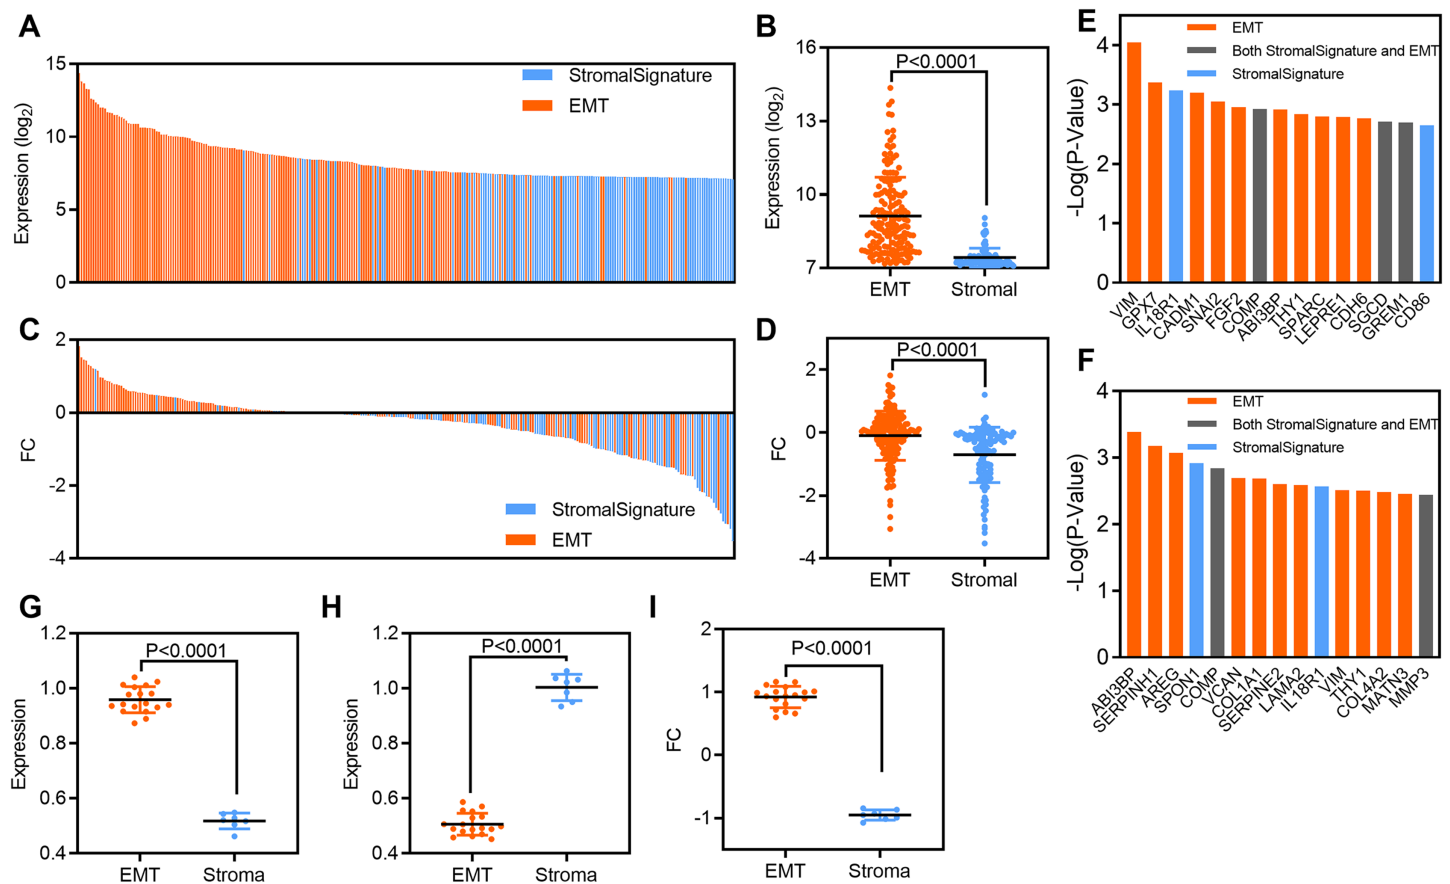 A
Expression (log2)
15
10
5
0
StromalSignature
EMT
B
Expression (log2)
16
13
10
7
P<0.0001
EMT
Stromal
C
FC
2
0
-2
-4
StromalSignature
EMT
D
FC
2
0
-2
-4
P<0.0001
EMT
Stromal
E
-Log(P-Value)
4
3
2
1
0
EMT
Both StromalSignature and EMT
StromalSignature
VIM
GPX7
IL18R1
CADM1
SNAI2
FGF2
COMP
ABI3BP
THY1
SPARC
LEPRE1
CDH6
SGCD
GREM1
CD86
F
-Log(P-Value)
4
3
2
1
0
EMT
Both StromalSignature and EMT
StromalSignature
ABI3BP
SERPINH1
AREG
SPON1
COMP
VCAN
COL1A1
SERPINE2
LAMA2
IL18R1
VIM
THY1
COL4A2
MATN3
MMP3
G
Expression
1.2
1.0
0.8
0.6
0.4
P<0.0001
EMT
Stroma
H
Expression
1.2
1.0
0.8
0.6
0.4
P<0.0001
EMT
Stroma
I
FC
2
1
0
-1
P<0.0001
EMT
Stroma